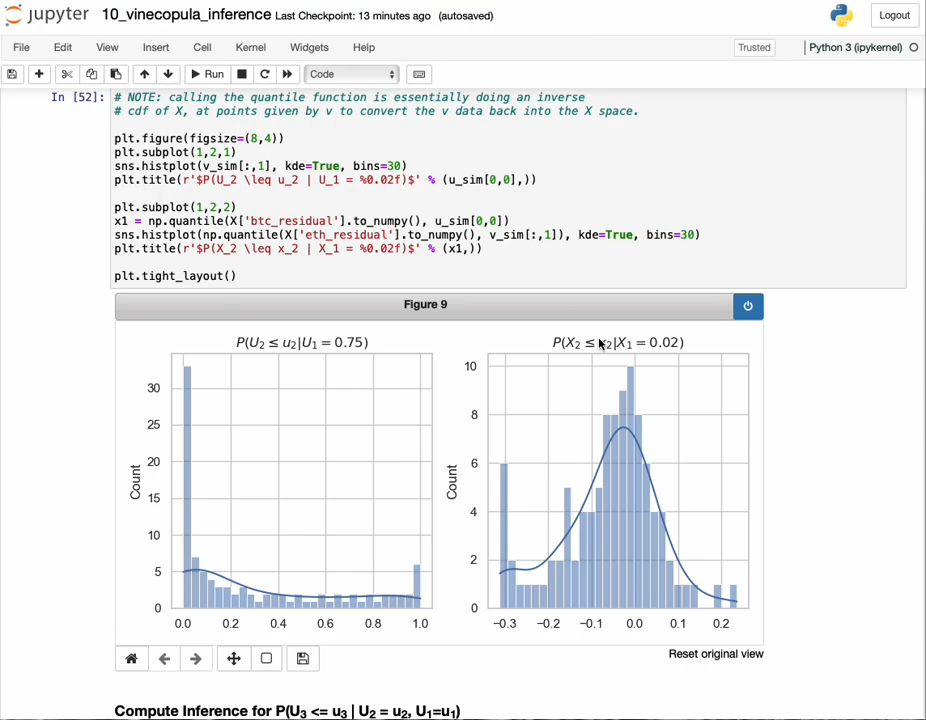 jupyter 10_vinecopula_inference Last Checkpoint: 13 minutes ago (autosaved)
Logout
File Edit View Insert Cell Kernel Widgets Help
Trusted Python 3 (ipykernel)
Run Code
In [52]: # NOTE: calling the quantile function is essentially doing an inverse
# cdf of X, at points given by v to convert the v data back into the X space.
plt.figure(figsize=(8,4))
plt.subplot(1,2,1)
sns.histplot(v_sim[:,1], kde=True, bins=30)
plt.title(r'$P(U_2 \leq u_2 | U_1 = %0.02f)$' % (u_sim[0,0],))
plt.subplot(1,2,2)
x1 = np.quantile(X['btc_residual'].to_numpy(), u_sim[0,0])
sns.histplot(np.quantile(X['eth_residual'].to_numpy(), v_sim[:,1]), kde=True, bins=30)
plt.title(r'$P(X_2 \leq x_2 | X_1 = %0.02f)$' % (x1,))
plt.tight_layout()
Figure 9
P(U₂ ≤ u₂|U₁ = 0.75)
30
25
20
15
10
5
0
Count
0.0 0.2 0.4 0.6 0.8 1.0
P(X₂ ≤ x₂|X₁ = 0.02)
10
8
6
4
2
0
Count
−0.3 −0.2 −0.1 0.0 0.1 0.2
Reset original view
Compute Inference for P(U₃ <= u₃ | U₂ = u₂, U₁=u₁)